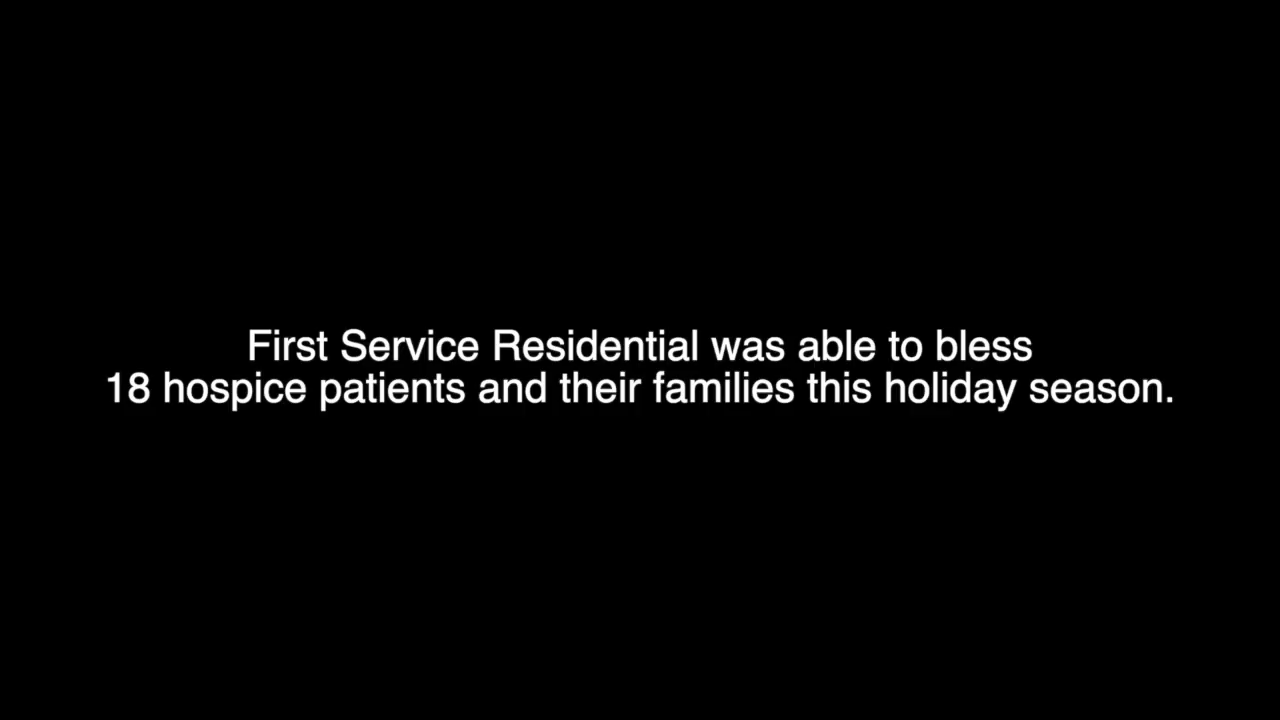 First Service Residential was able to bless
18 hospice patients and their families this holiday season.